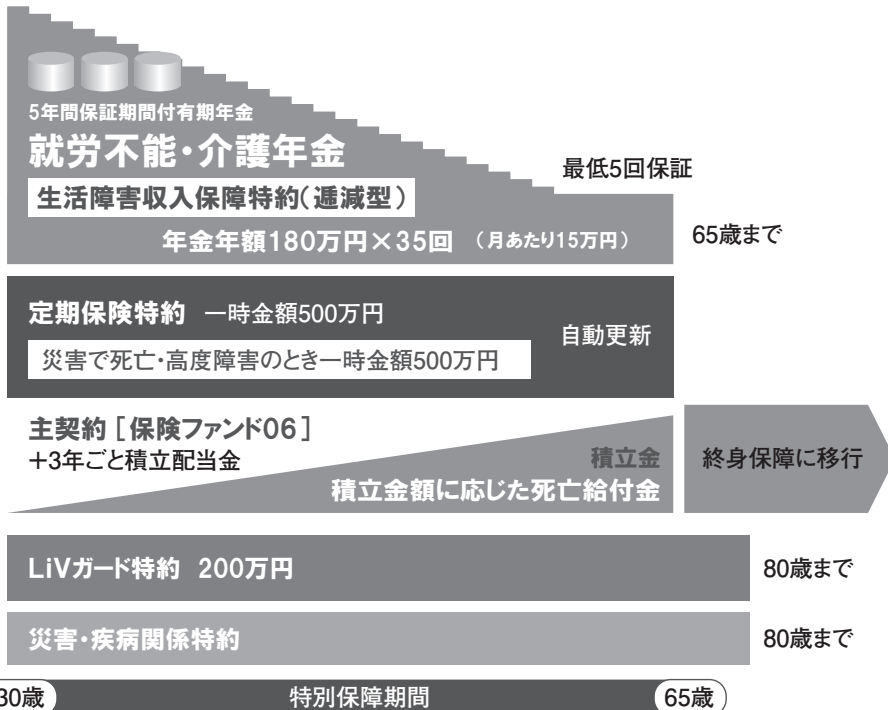 5年間保証期間付有期年金
就労不能・介護年金
生活障害収入保障特約(逓減型)
年金年額180万円×35回 (月あたり15万円)
最低5回保証
65歳まで
定期保険特約 一時金額500万円
災害で死亡・高度障害のとき一時金額500万円
自動更新
主契約[保険ファンド06]
+3年ごと積立配当金
積立金
積立金額に応じた死亡給付金
終身保障に移行
LiVガード特約 200万円
80歳まで
災害・疾病関係特約
80歳まで
30歳 特別保障期間 65歳